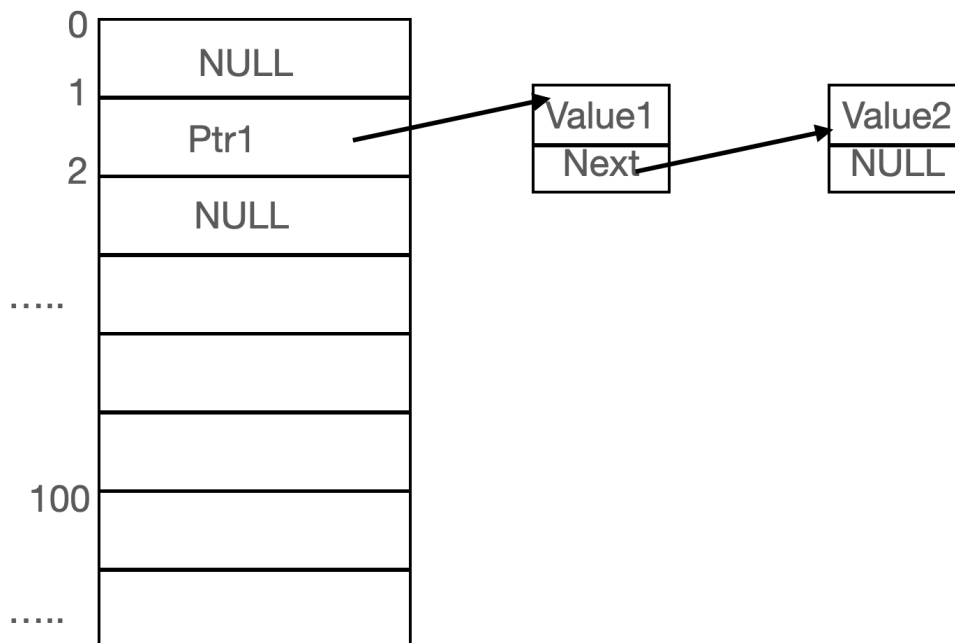 0
NULL
1
Ptr1
2
NULL
.....
100
.....
Value1
Next
Value2
NULL